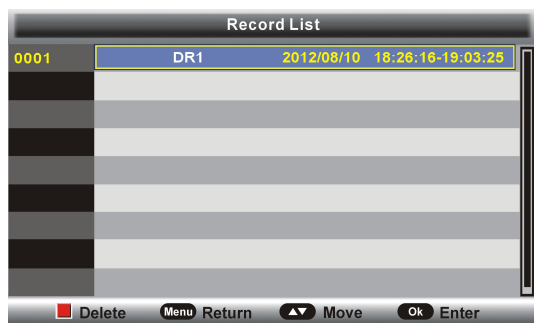 Record List
0001 DR1 2012/08/10 18:26:16-19:03:25
Delete Menu Return Move Ok Enter